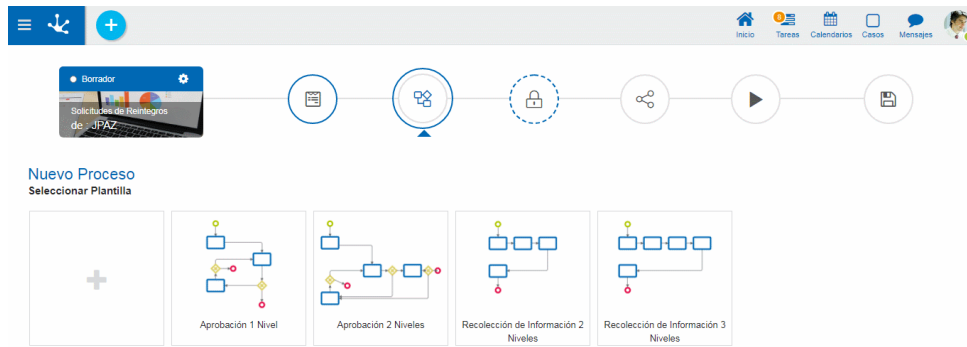 Inicio
6
Tareas
Calendarios
Casos
Mensajes
Borrador
Solicitudes de Reintegros
de : JPAZ
Nuevo Proceso
Seleccionar Plantilla
Aprobación 1 Nivel
Aprobación 2 Niveles
Recolección de Información 2
Niveles
Recolección de Información 3
Niveles